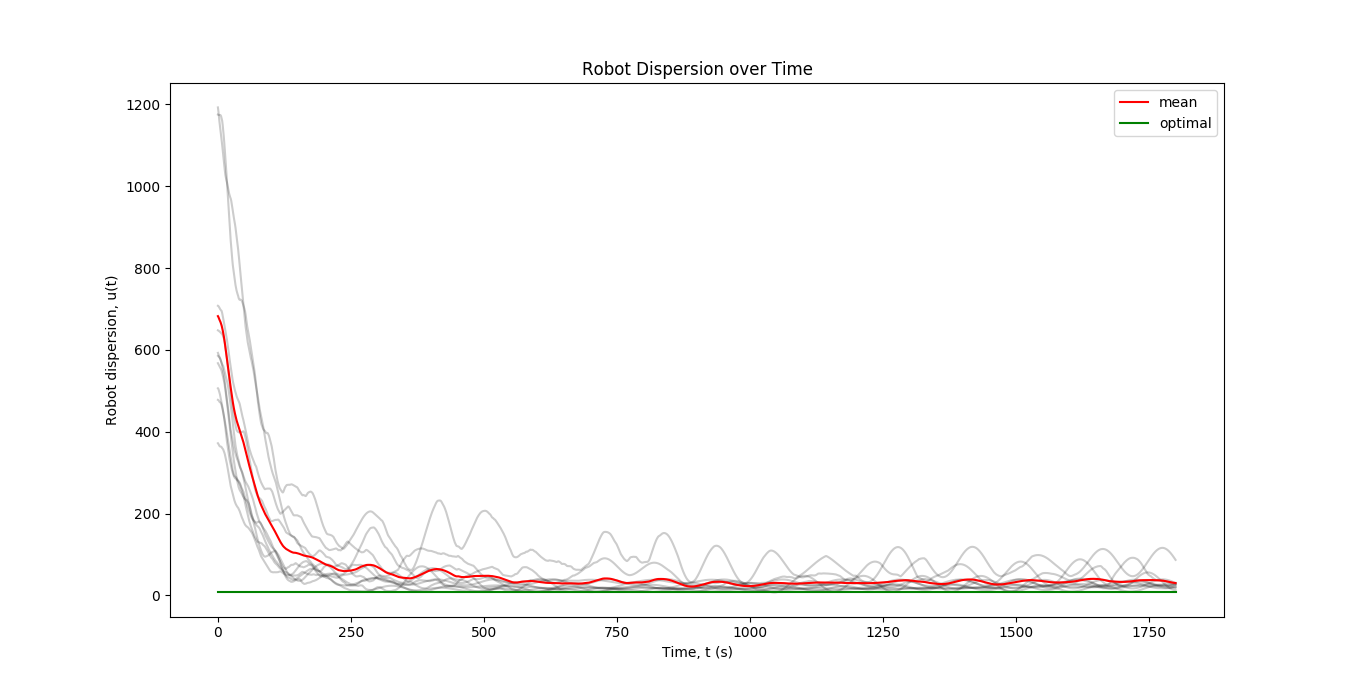 Robot Dispersion over Time
mean
optimal
1200
1000
800
600
400
200
0
Robot dispersion, u(t)
0 250 500 750 1000 1250 1500 1750
Time, t (s)